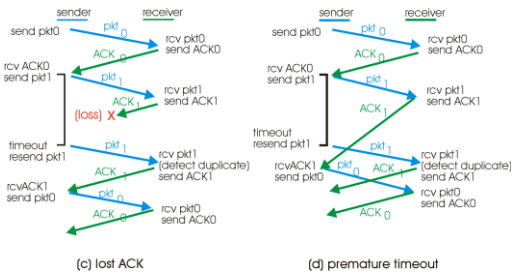 sender
receiver
send pkt0
pkt 0
rcv pkt0
send ACK0
ACK 0
rcv ACK0
send pkt1
pkt 1
rcv pkt1
send ACK1
ACK 1
(loss) X
timeout
resend pkt1
pkt 1
rcv pkt1
(detect duplicate)
send ACK1
ACK 1
rcvACK1
send pkt0
pkt 0
rcv pkt0
send ACK0
ACK 0
(c) lost ACK
sender
receiver
send pkt0
pkt 0
rcv pkt0
send ACK0
ACK 0
rcv ACK0
send pkt1
pkt 1
rcv pkt1
send ACK1
ACK 1
timeout
resend pkt1
pkt 1
rcv pkt1
(detect duplicate)
send ACK1
rcvACK1
send pkt0
pkt 0
ACK 1
rcv pkt0
send ACK0
ACK 0
(d) premature timeout